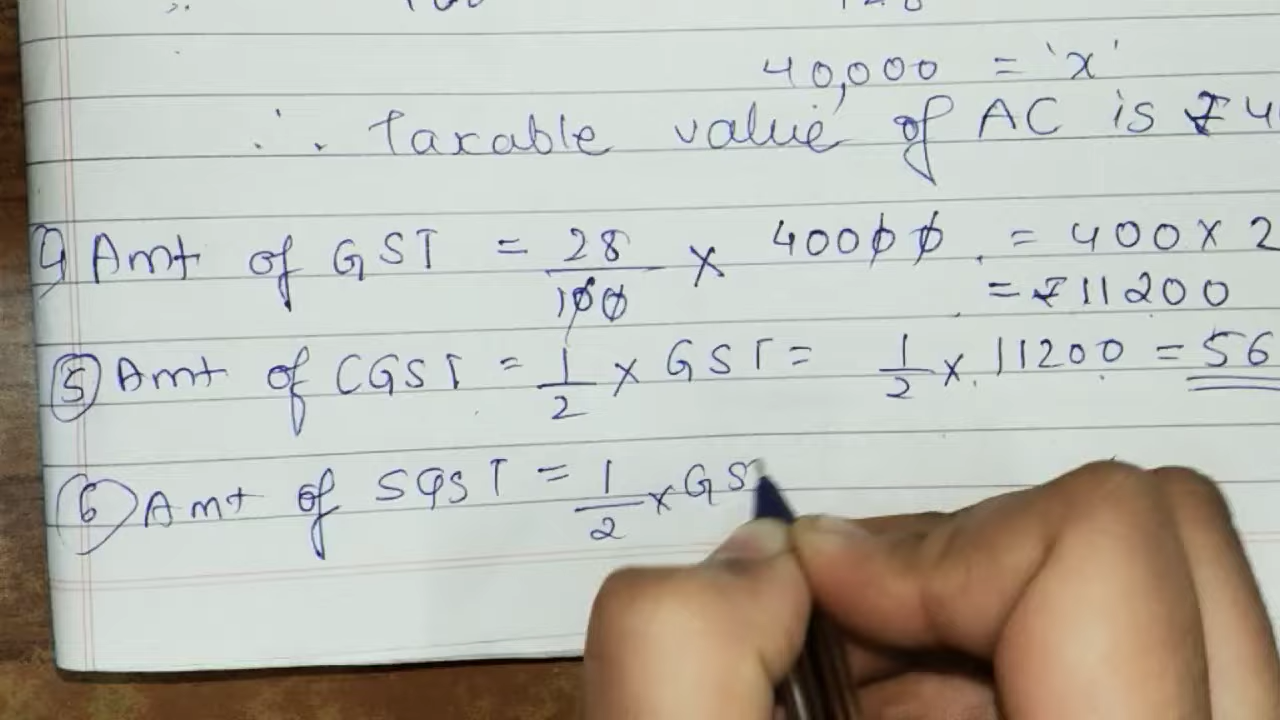 40,000 = 'x'
∴ Taxable value of AC is ₹4
4) Amt of GST = 28/100 × 40000 = 400 × 2
= ₹11200
(5) Amt of CGST = 1/2 × GST = 1/2 × 11200 = 56
(6) Amt of SGST = 1/2 × GS